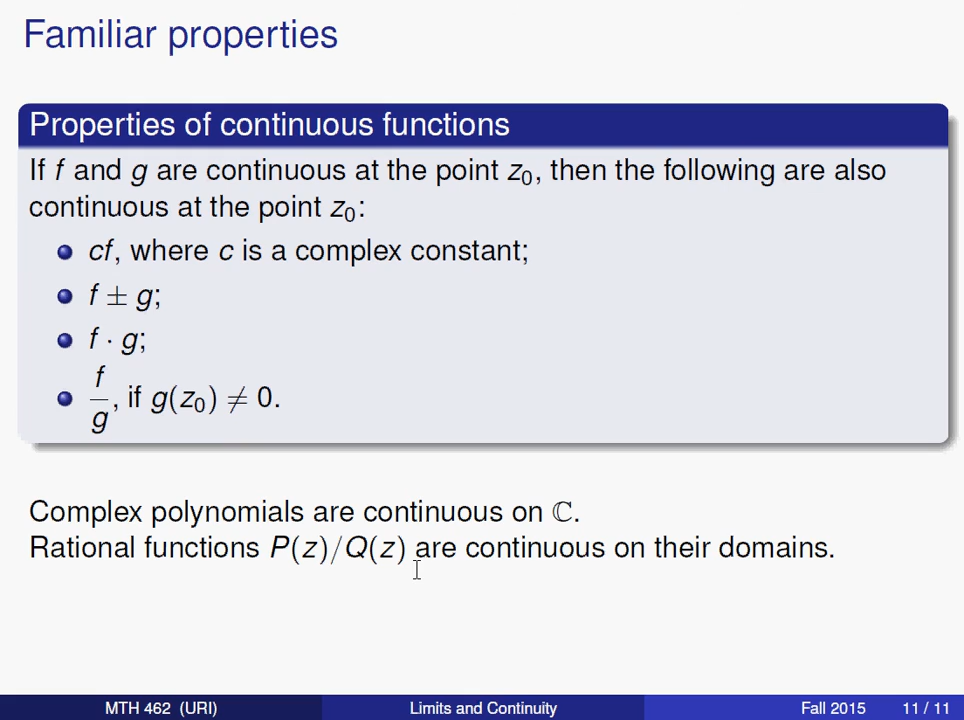 Familiar properties
Properties of continuous functions
If f and g are continuous at the point z₀, then the following are also
continuous at the point z₀:
cf, where c is a complex constant;
f ± g;
f · g;
f/g, if g(z₀) ≠ 0.
Complex polynomials are continuous on ℂ.
Rational functions P(z)/Q(z) are continuous on their domains.
MTH 462 (URI) Limits and Continuity Fall 2015 11 / 11